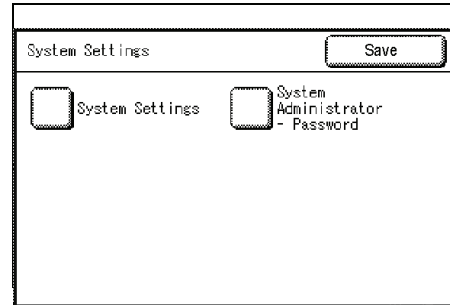 System Settings
Save
System Settings
System
Administrator
- Password